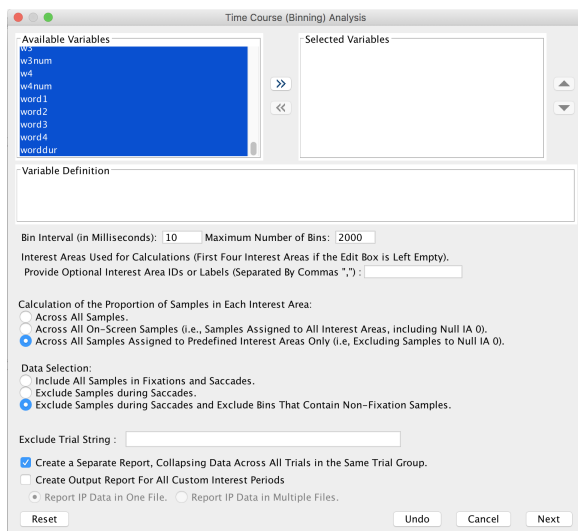 Time Course (Binning) Analysis
Available Variables
w3
w3num
w4
w4num
word1
word2
word3
word4
worddur
>>
<<
Selected Variables
Variable Definition
Bin Interval (in Milliseconds): 10 Maximum Number of Bins: 2000
Interest Areas Used for Calculations (First Four Interest Areas if the Edit Box is Left Empty).
Provide Optional Interest Area IDs or Labels (Separated By Commas ",") :
Calculation of the Proportion of Samples in Each Interest Area:
Across All Samples.
Across All On-Screen Samples (i.e., Samples Assigned to All Interest Areas, including Null IA 0).
Across All Samples Assigned to Predefined Interest Areas Only (i.e, Excluding Samples to Null IA 0).
Data Selection:
Include All Samples in Fixations and Saccades.
Exclude Samples during Saccades.
Exclude Samples during Saccades and Exclude Bins That Contain Non-Fixation Samples.
Exclude Trial String :
Create a Separate Report, Collapsing Data Across All Trials in the Same Trial Group.
Create Output Report For All Custom Interest Periods
Report IP Data in One File. Report IP Data in Multiple Files.
Reset Undo Cancel Next